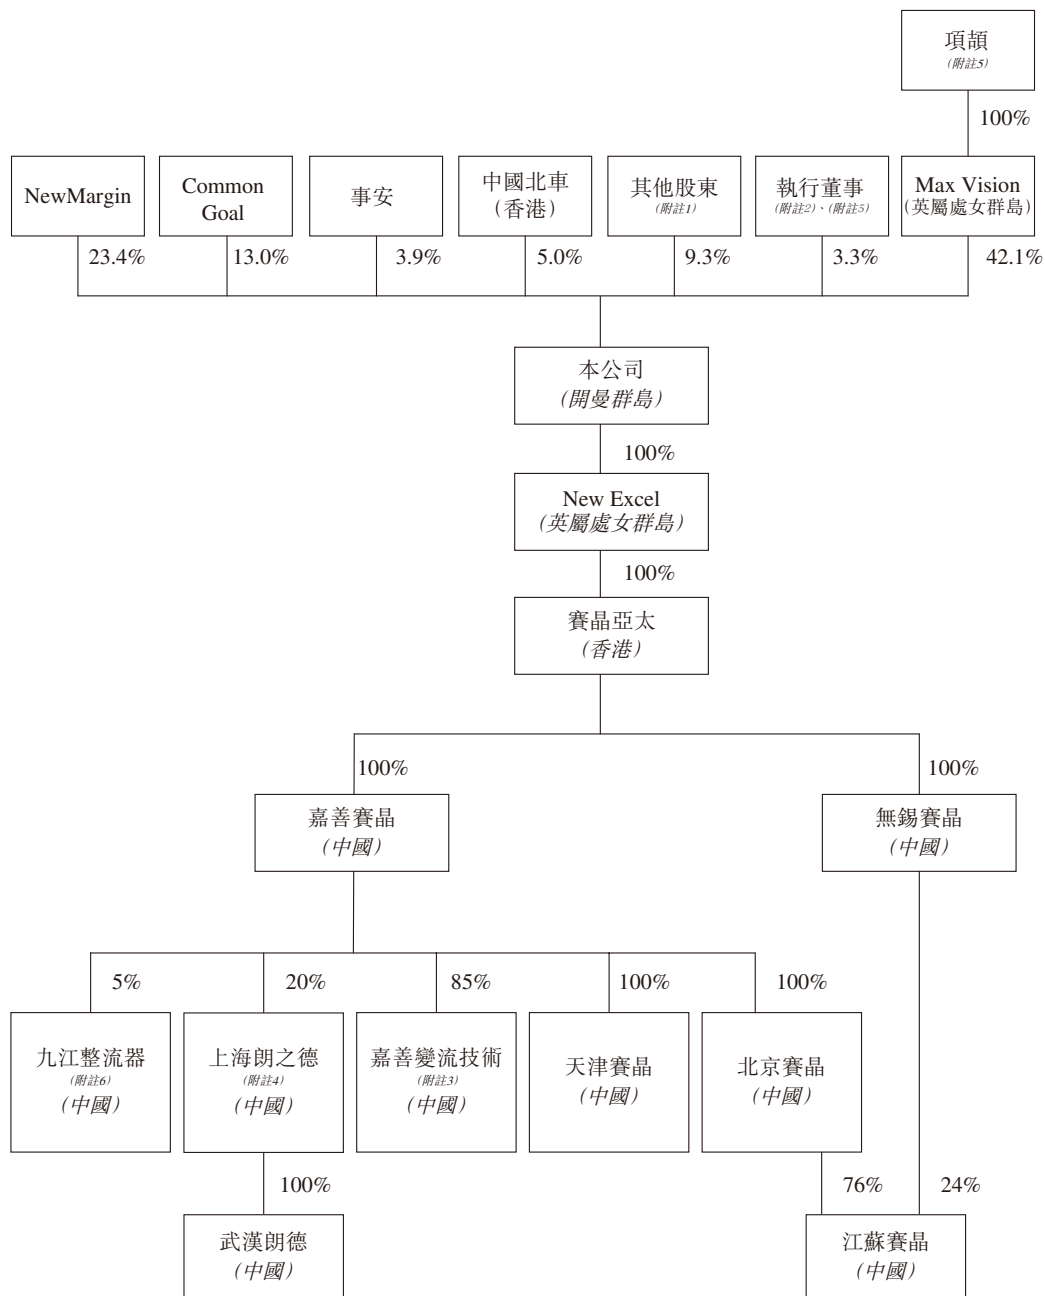 項頡
(附註5)
100%
NewMargin
Common
Goal
事安
中國北車
(香港)
其他股東
(附註1)
執行董事
(附註2)、(附註5)
Max Vision
(英屬處女群島)
23.4%
13.0%
3.9%
5.0%
9.3%
3.3%
42.1%
本公司
(開曼群島)
100%
New Excel
(英屬處女群島)
100%
賽晶亞太
(香港)
100%
100%
嘉善賽晶
(中國)
無錫賽晶
(中國)
5%
20%
85%
100%
100%
九江整流器
(附註6)
(中國)
上海朗之德
(附註4)
(中國)
嘉善變流技術
(附註3)
(中國)
天津賽晶
(中國)
北京賽晶
(中國)
100%
76%
24%
武漢朗德
(中國)
江蘇賽晶
(中國)